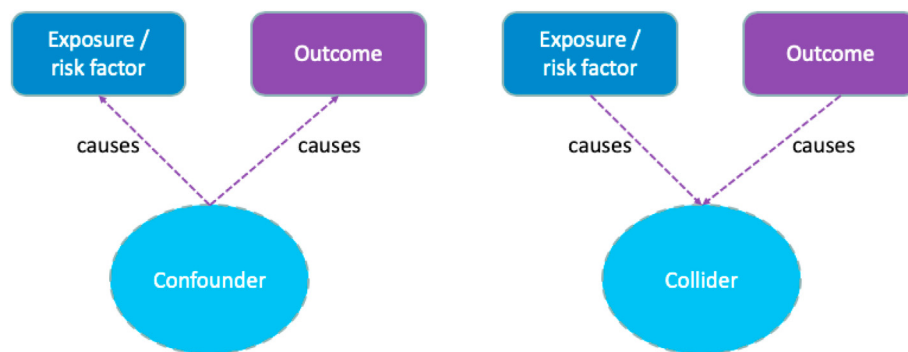 Exposure /
risk factor
Outcome
causes
causes
Confounder
Exposure /
risk factor
Outcome
causes
causes
Collider